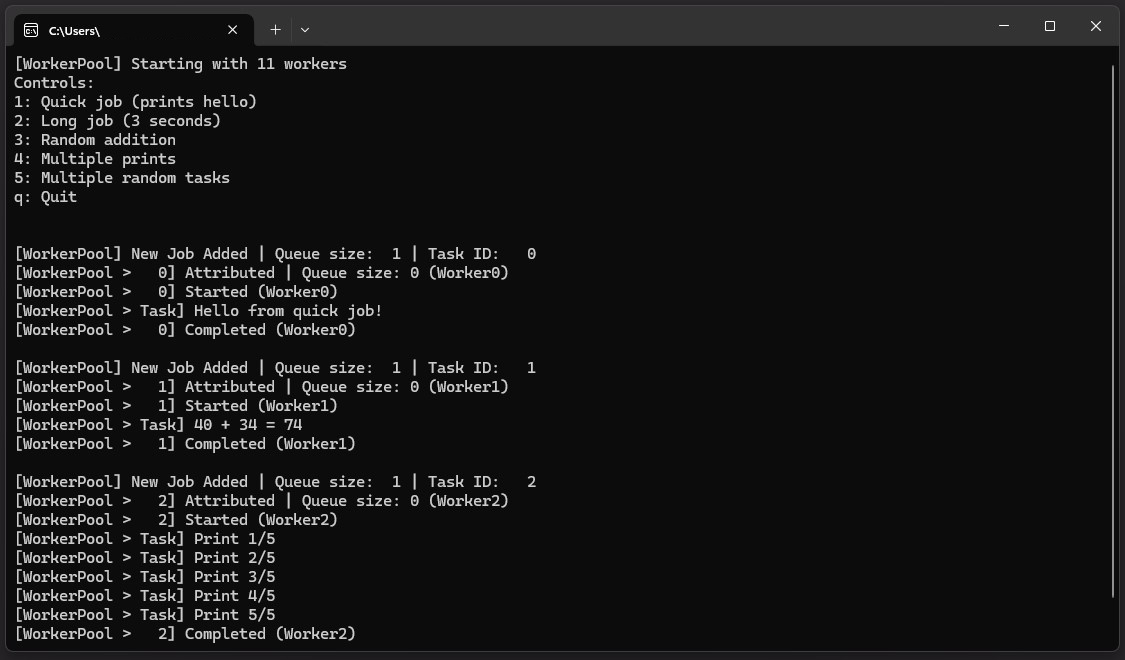 C:\Users\
[WorkerPool] Starting with 11 workers
Controls:
1: Quick job (prints hello)
2: Long job (3 seconds)
3: Random addition
4: Multiple prints
5: Multiple random tasks
q: Quit
[WorkerPool] New Job Added | Queue size:  1 | Task ID:   0
[WorkerPool >   0] Attributed | Queue size: 0 (Worker0)
[WorkerPool >   0] Started (Worker0)
[WorkerPool > Task] Hello from quick job!
[WorkerPool >   0] Completed (Worker0)
[WorkerPool] New Job Added | Queue size:  1 | Task ID:   1
[WorkerPool >   1] Attributed | Queue size: 0 (Worker1)
[WorkerPool >   1] Started (Worker1)
[WorkerPool > Task] 40 + 34 = 74
[WorkerPool >   1] Completed (Worker1)
[WorkerPool] New Job Added | Queue size:  1 | Task ID:   2
[WorkerPool >   2] Attributed | Queue size: 0 (Worker2)
[WorkerPool >   2] Started (Worker2)
[WorkerPool > Task] Print 1/5
[WorkerPool > Task] Print 2/5
[WorkerPool > Task] Print 3/5
[WorkerPool > Task] Print 4/5
[WorkerPool > Task] Print 5/5
[WorkerPool >   2] Completed (Worker2)